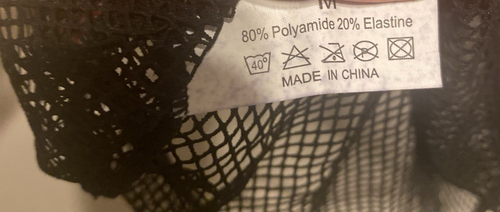 M
80% Polyamide 20% Elastine
40°
MADE IN CHINA